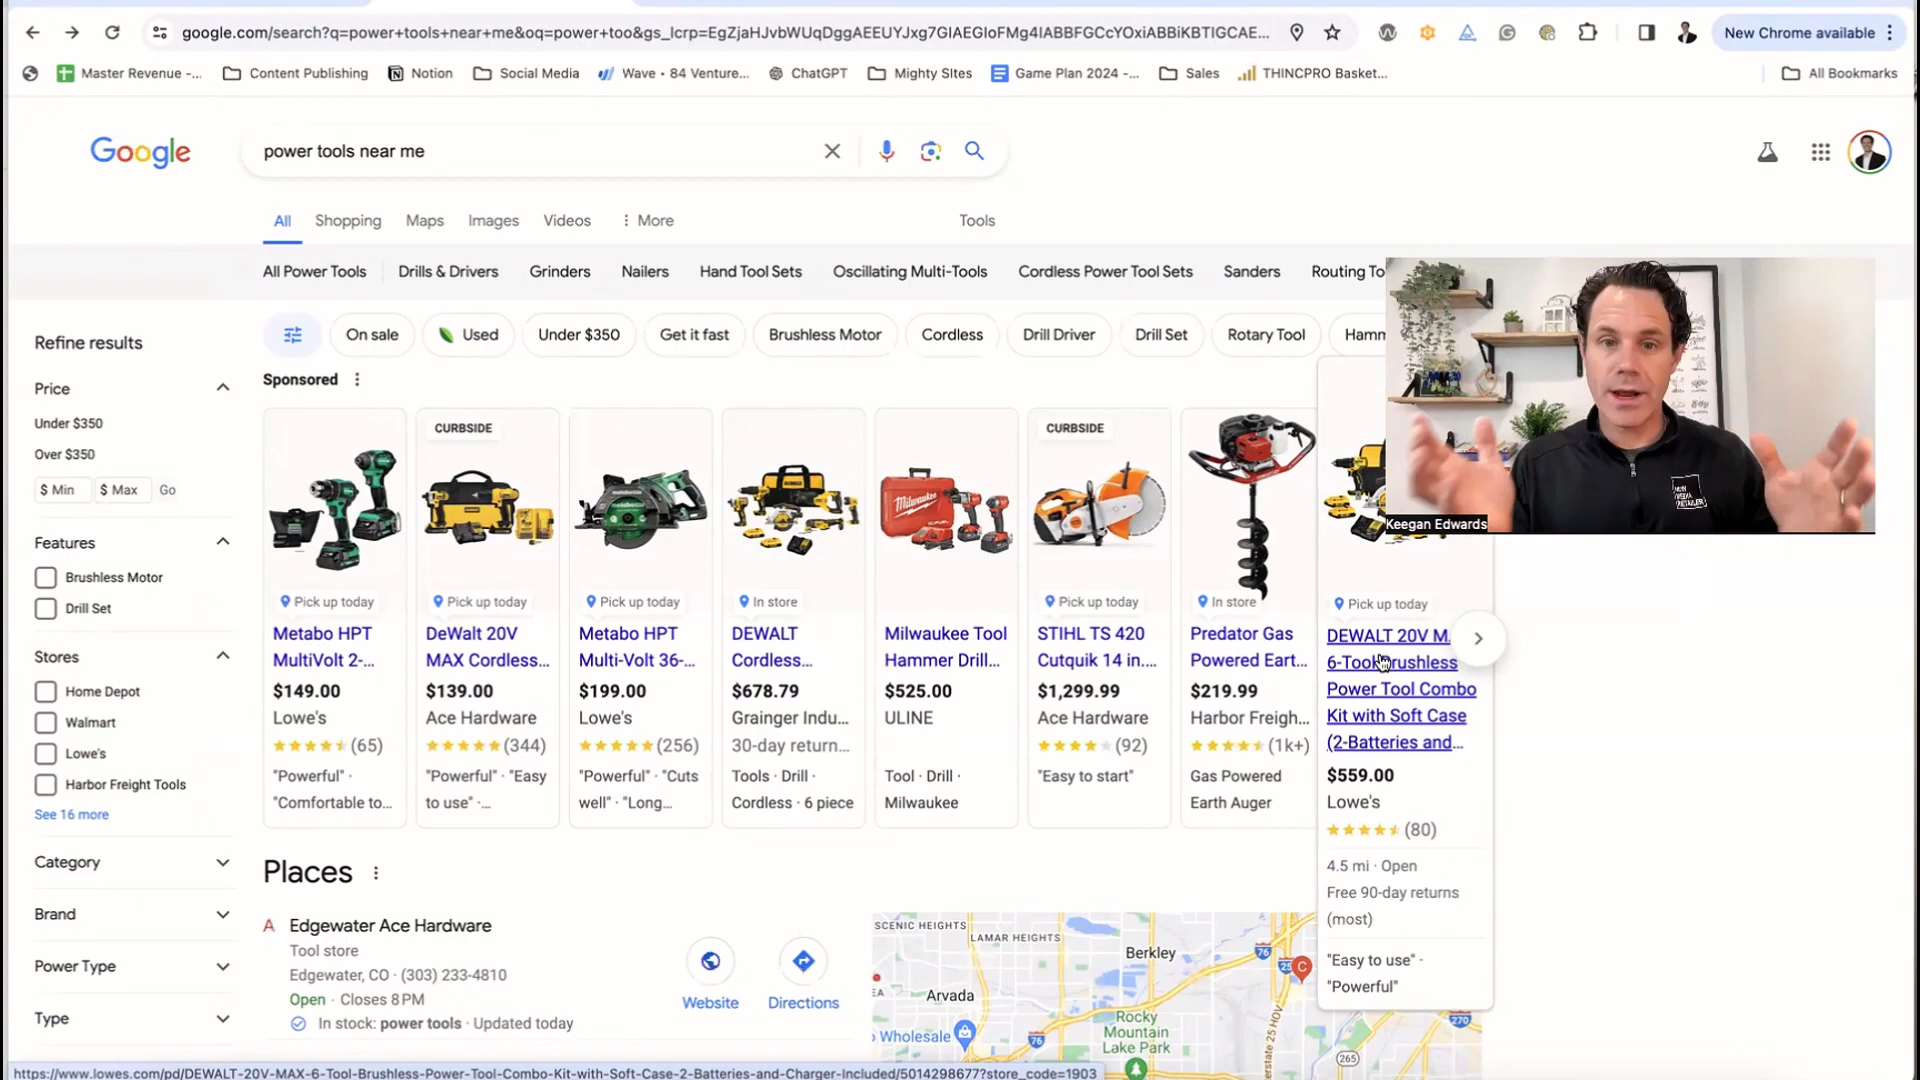 google.com/search?q=power+tools+near+me&oq=power+too&gs_lcrp=EgZjaHJvbWUqDggAEEUYJxg7GIAEGIoFMg4IABBFGCcYOxiABBiKBTIGCAE...
New Chrome available
Master Revenue -...
Content Publishing
Notion
Social Media
Wave • 84 Venture...
ChatGPT
Mighty SItes
Game Plan 2024 -...
Sales
THINCPRO Basket...
All Bookmarks
Google
power tools near me
All
Shopping
Maps
Images
Videos
More
Tools
All Power Tools
Drills & Drivers
Grinders
Nailers
Hand Tool Sets
Oscillating Multi-Tools
Cordless Power Tool Sets
Sanders
Routing To
Refine results
Price
Under $350
Over $350
$ Min
$ Max
Go
Features
Brushless Motor
Drill Set
Stores
Home Depot
Walmart
Lowe's
Harbor Freight Tools
See 16 more
Category
Brand
Power Type
Type
On sale
Used
Under $350
Get it fast
Brushless Motor
Cordless
Drill Driver
Drill Set
Rotary Tool
Hamm
Sponsored
Pick up today
Metabo HPT
MultiVolt 2-...
$149.00
Lowe's
(65)
"Powerful" ·
"Comfortable to...
CURBSIDE
Pick up today
DeWalt 20V
MAX Cordless...
$139.00
Ace Hardware
(344)
"Powerful" · "Easy
to use" ·...
Pick up today
Metabo HPT
Multi-Volt 36-...
$199.00
Lowe's
(256)
"Powerful" · "Cuts
well" · "Long...
In store
DEWALT
Cordless...
$678.79
Grainger Indu...
30-day return...
Tools · Drill ·
Cordless · 6 piece
Milwaukee
Milwaukee Tool
Hammer Drill...
$525.00
ULINE
Tool · Drill ·
Milwaukee
CURBSIDE
Pick up today
STIHL TS 420
Cutquik 14 in....
$1,299.99
Ace Hardware
(92)
"Easy to start"
In store
Predator Gas
Powered Eart...
$219.99
Harbor Freigh...
(1k+)
Gas Powered
Earth Auger
Pick up today
DEWALT 20V M
6-Tool Brushless
Power Tool Combo
Kit with Soft Case
(2-Batteries and...
$559.00
Lowe's
(80)
4.5 mi · Open
Free 90-day returns
(most)
"Easy to use" ·
"Powerful"
Keegan Edwards
Places
A
Edgewater Ace Hardware
Tool store
Edgewater, CO · (303) 233-4810
Open · Closes 8 PM
In stock: power tools · Updated today
Website
Directions
SCENIC HEIGHTS
LAMAR HEIGHTS
Berkley
76
C
Arvada
Wholesale
76
Rocky
Mountain
Lake Park
270
265
https://www.lowes.com/pd/DEWALT-20V-MAX-6-Tool-Brushless-Power-Tool-Combo-Kit-with-Soft-Case-2-Batteries-and-Charger-Included/5014298677?store_code=1903